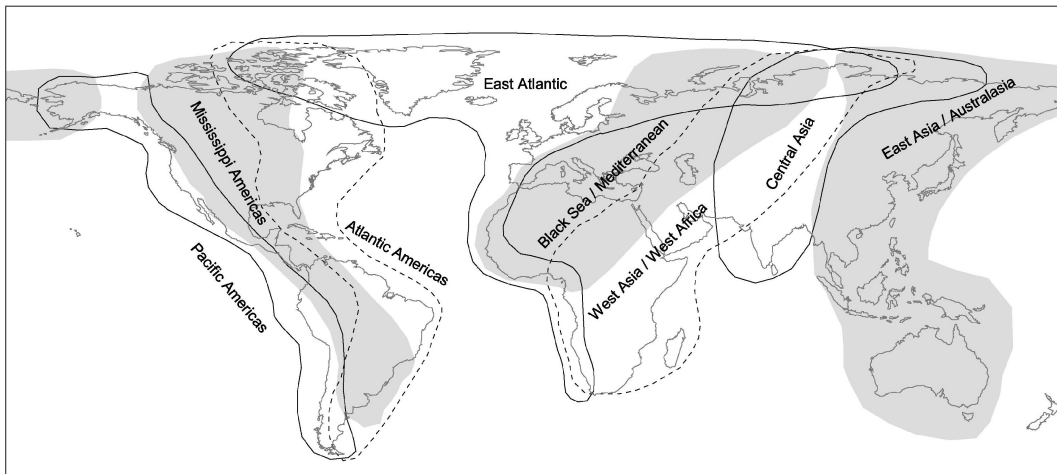 East Atlantic
Mississippi Americas
Pacific Americas
Atlantic Americas
Black Sea / Mediterranean
West Asia / West Africa
Central Asia
East Asia / Australasia